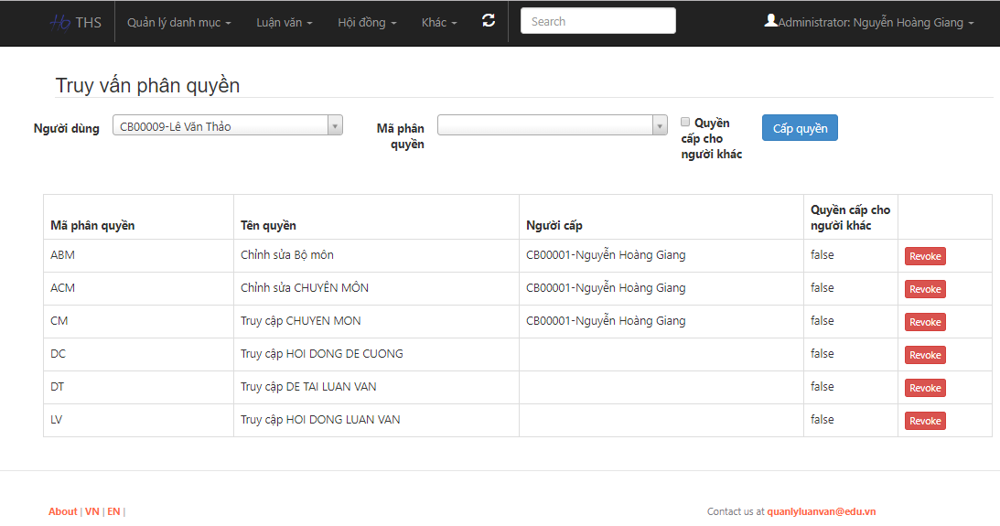 Hg THS Quản lý danh mục Luận văn Hội đồng Khác Search Administrator: Nguyễn Hoàng Giang
Truy vấn phân quyền
Người dùng CB00009-Lê Văn Thảo
Mã phân
quyền
Quyền
cấp cho
người khác
Cấp quyền
Mã phân quyền Tên quyền Người cấp Quyền cấp cho
người khác
ABM Chỉnh sửa Bộ môn CB00001-Nguyễn Hoàng Giang false Revoke
ACM Chỉnh sửa CHUYÊN MÔN CB00001-Nguyễn Hoàng Giang false Revoke
CM Truy cập CHUYEN MON CB00001-Nguyễn Hoàng Giang false Revoke
DC Truy cập HOI DONG DE CUONG false Revoke
DT Truy cập DE TAI LUAN VAN false Revoke
LV Truy cập HOI DONG LUAN VAN false Revoke
About | VN | EN | Contact us at quanlyluanvan@edu.vn